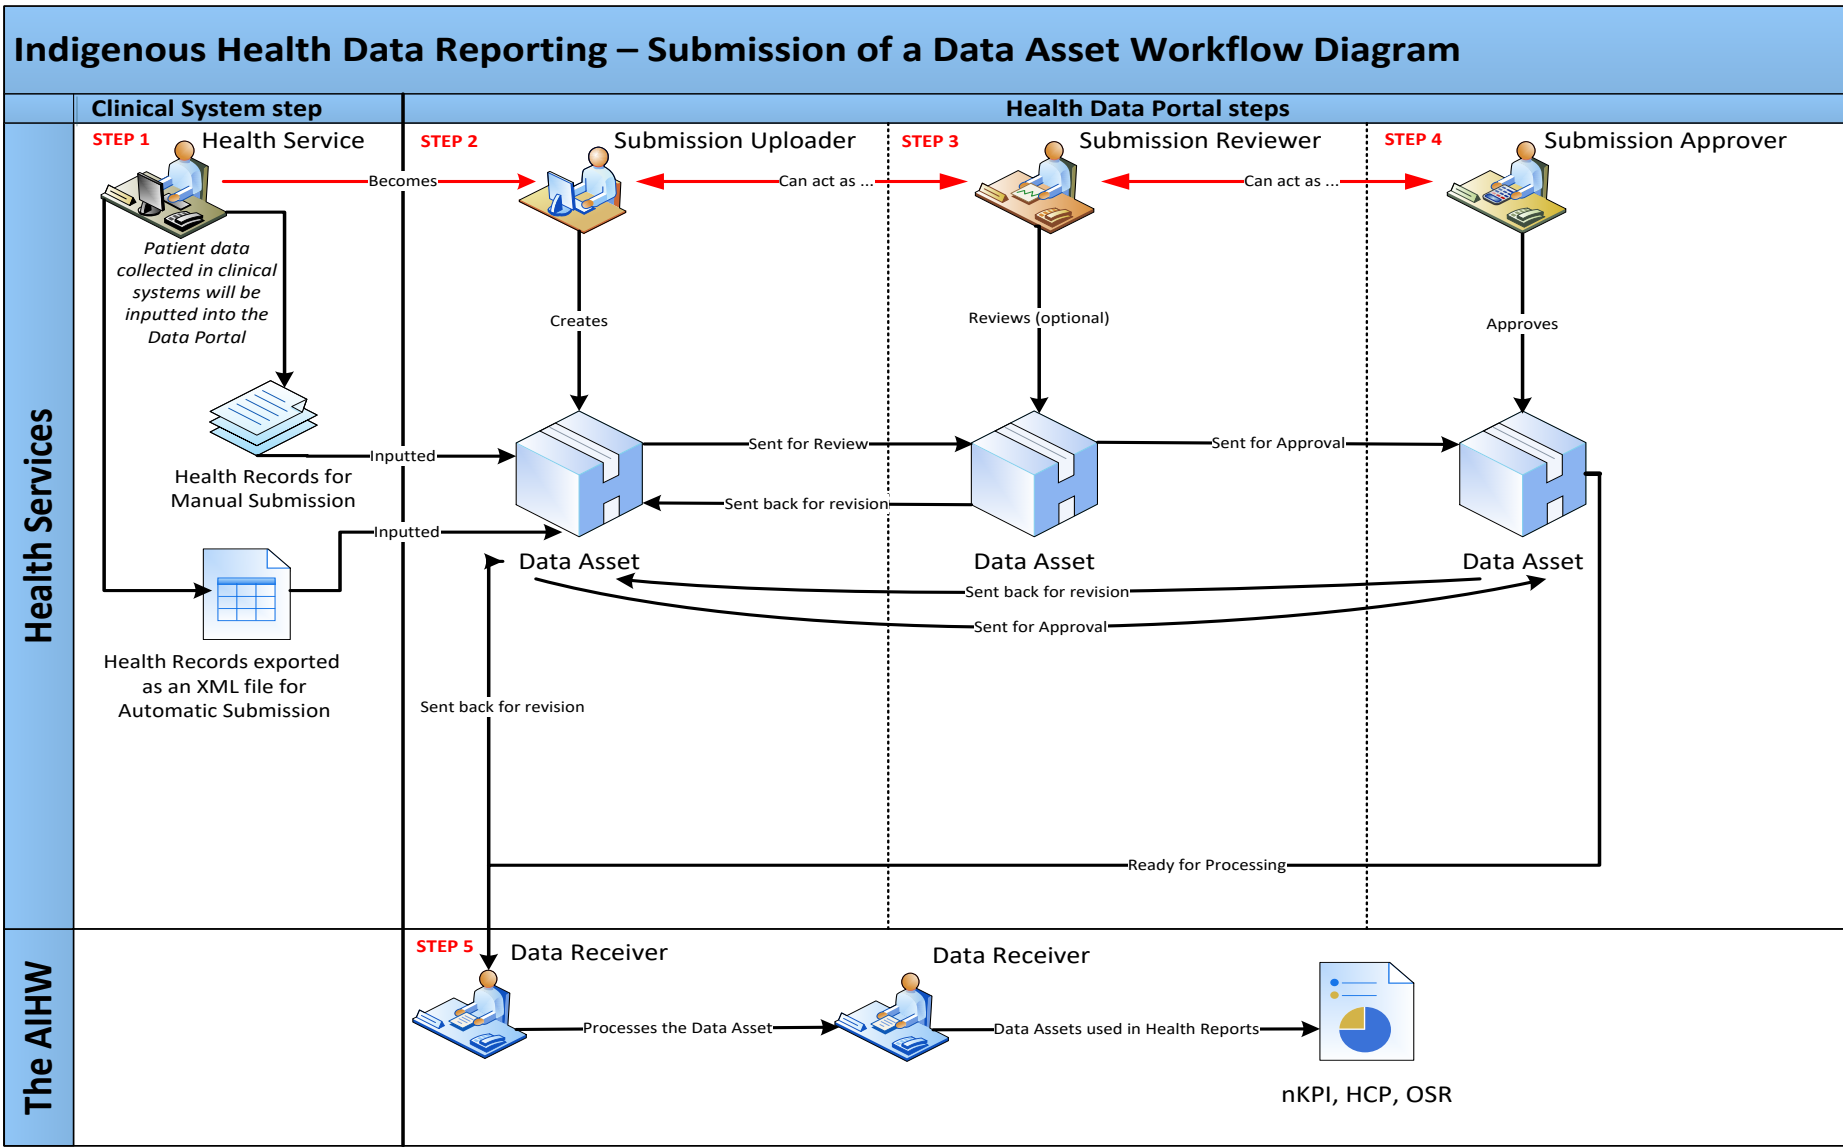 Indigenous Health Data Reporting – Submission of a Data Asset Workflow Diagram
Clinical System step
Health Data Portal steps
Health Services
STEP 1
Health Service
Becomes
STEP 2
Submission Uploader
Can act as ...
STEP 3
Submission Reviewer
Can act as ...
STEP 4
Submission Approver
Patient data
collected in clinical
systems will be
inputted into the
Data Portal
Creates
Reviews (optional)
Approves
Health Records for
Manual Submission
Inputted
Sent for Review
Sent for Approval
Sent back for revision
Inputted
Data Asset
Data Asset
Data Asset
Sent back for revision
Sent for Approval
Health Records exported
as an XML file for
Automatic Submission
Sent back for revision
Ready for Processing
The AIHW
STEP 5
Data Receiver
Data Receiver
Processes the Data Asset
Data Assets used in Health Reports
nKPI, HCP, OSR